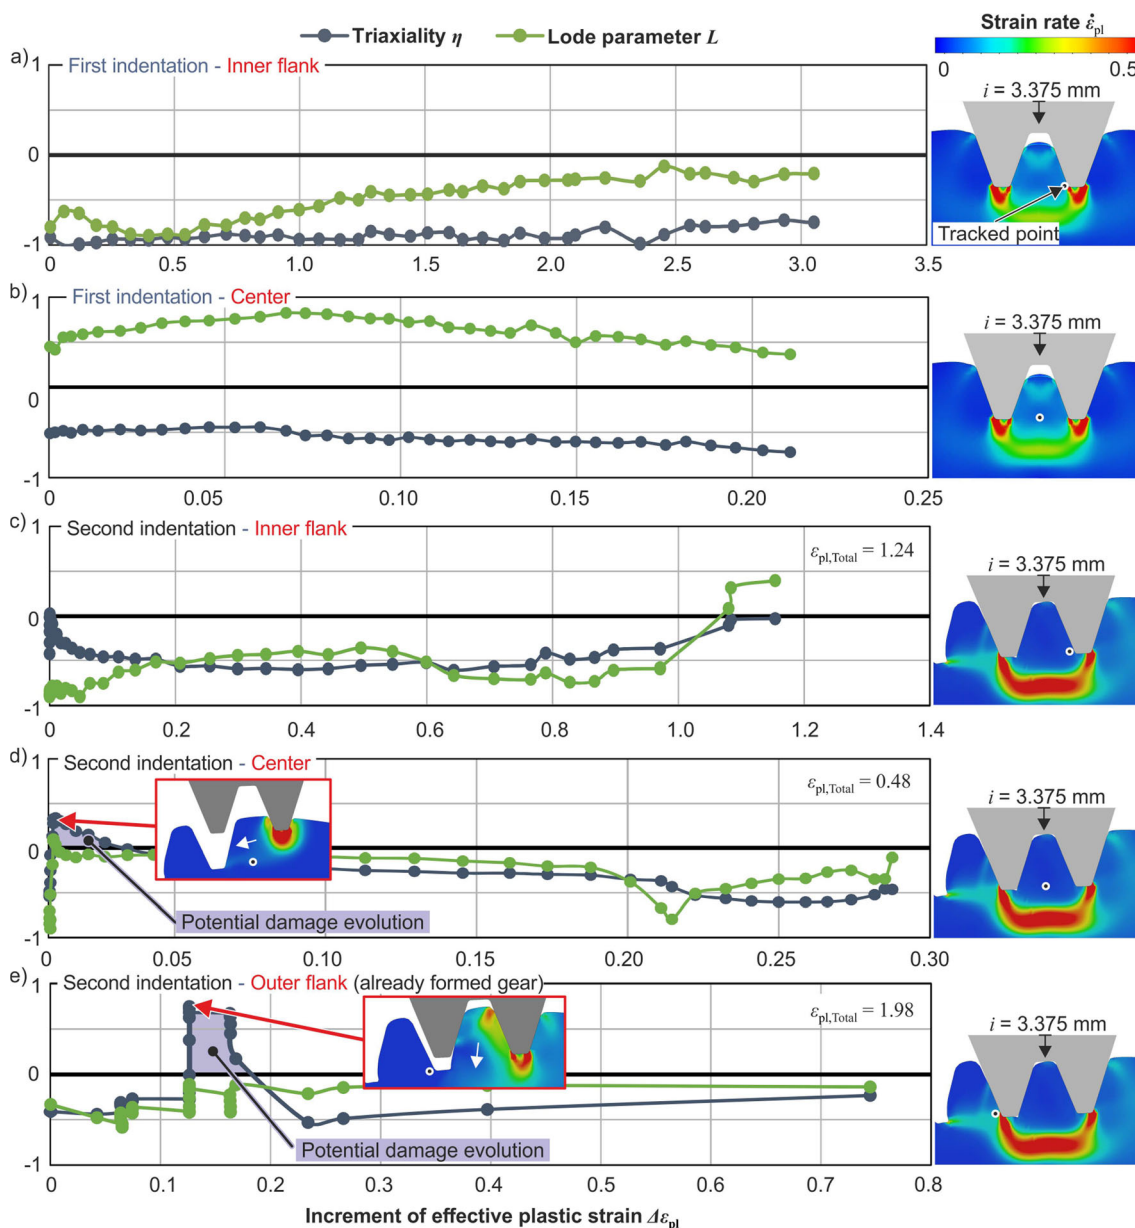 Triaxiality η Lode parameter L
Strain rate ε̇pl
0 0.5
a) 1
First indentation - Inner flank
0
-1
0 0.5 1.0 1.5 2.0 2.5 3.0 3.5
i = 3.375 mm
Tracked point
b) 1
First indentation - Center
0
-1
0 0.05 0.10 0.15 0.20 0.25
i = 3.375 mm
c) 1
Second indentation - Inner flank
εpl,Total = 1.24
0
-1
0.2 0.4 0.6 0.8 1.0 1.2 1.4
i = 3.375 mm
d) 1
Second indentation - Center
εpl,Total = 0.48
0
Potential damage evolution
-1
0 0.05 0.10 0.15 0.20 0.25 0.30
i = 3.375 mm
e) 1
Second indentation - Outer flank (already formed gear)
εpl,Total = 1.98
0
Potential damage evolution
-1
0 0.1 0.2 0.3 0.4 0.5 0.6 0.7 0.8
i = 3.375 mm
Increment of effective plastic strain Δεpl